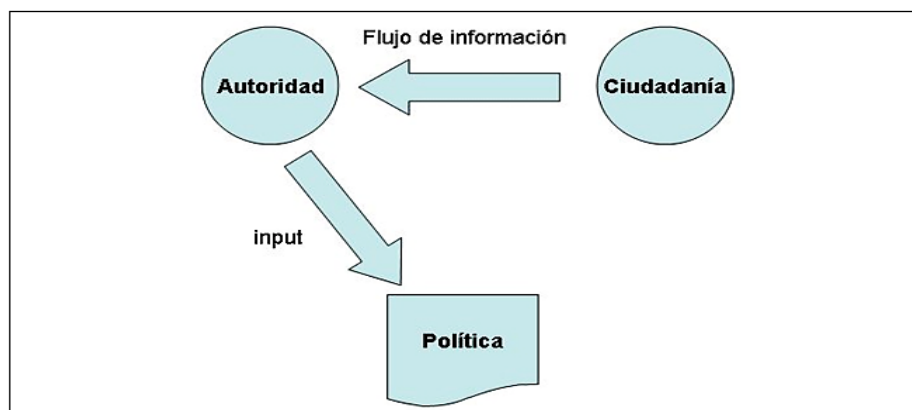 Flujo de información
Autoridad
Ciudadanía
input
Política